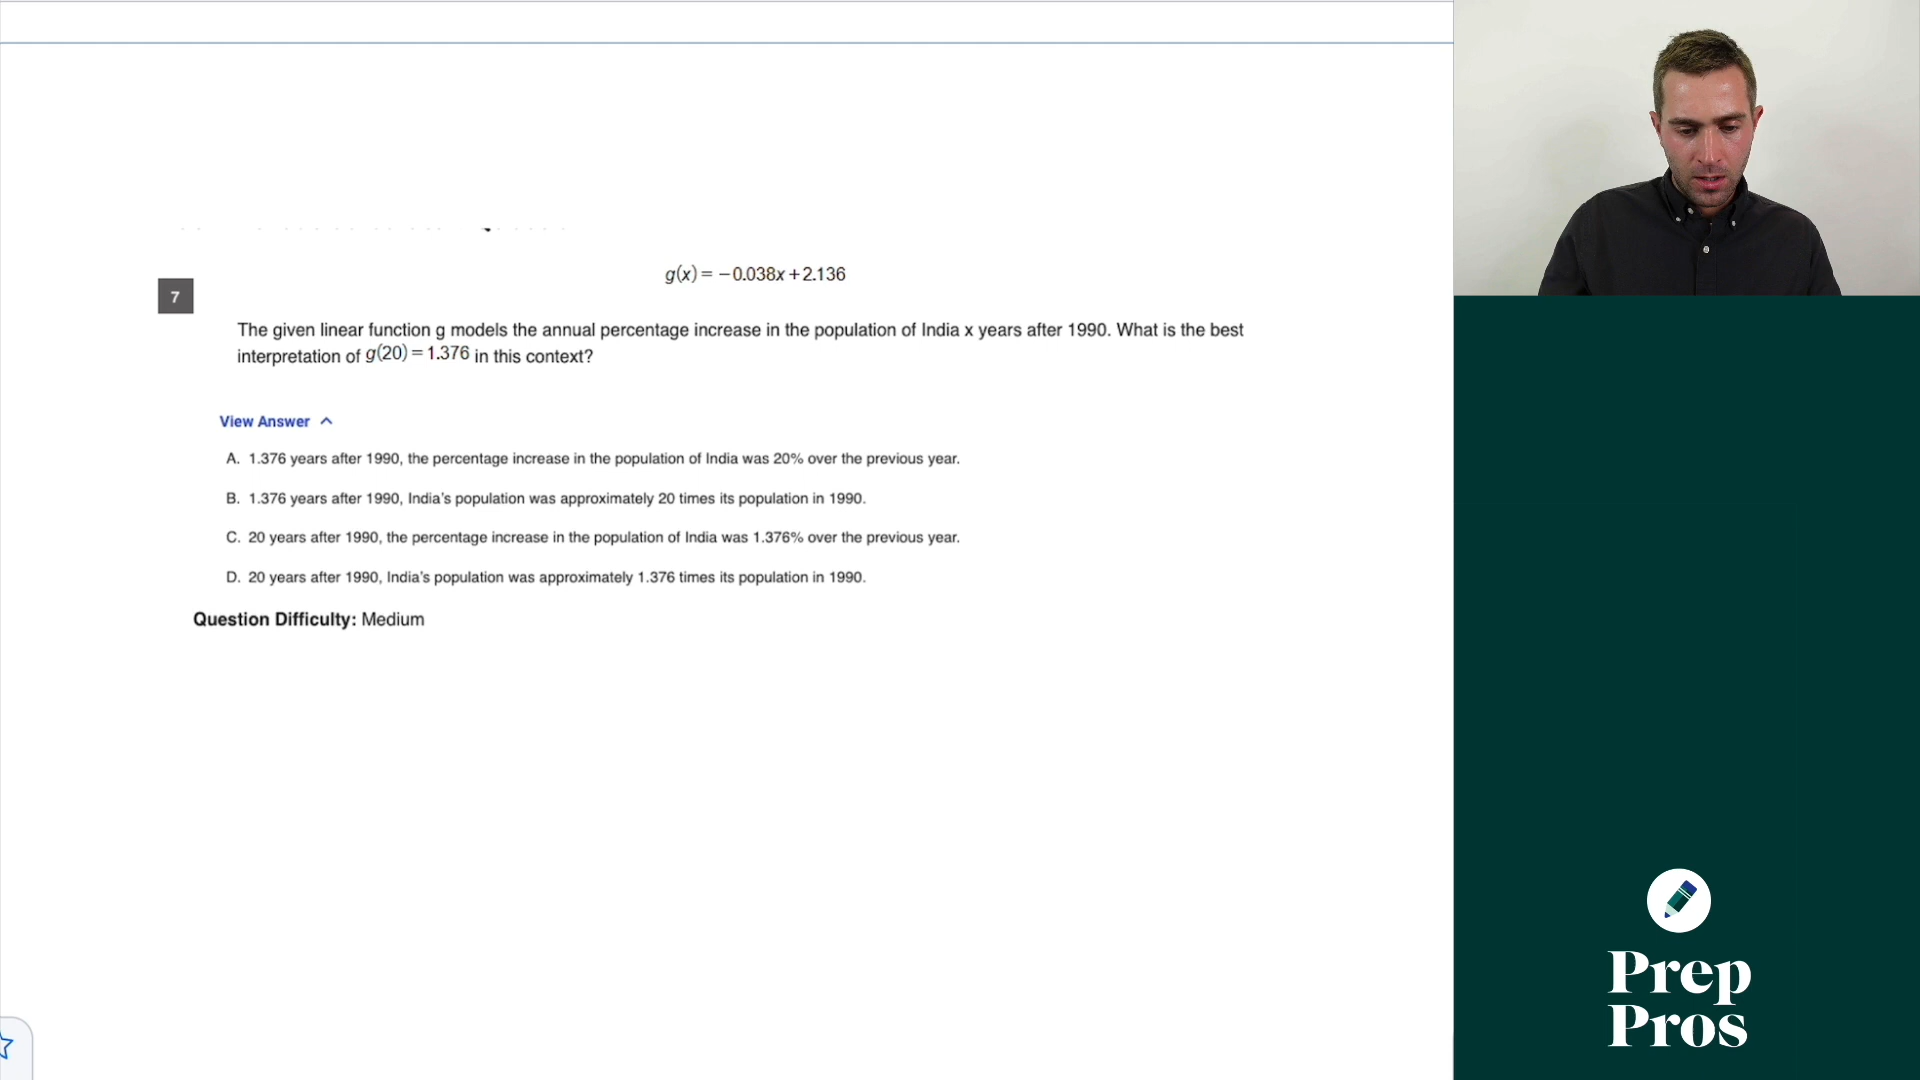 g(x) = −0.038x + 2.136
7
The given linear function g models the annual percentage increase in the population of India x years after 1990. What is the best
interpretation of g(20) = 1.376 in this context?
View Answer
A. 1.376 years after 1990, the percentage increase in the population of India was 20% over the previous year.
B. 1.376 years after 1990, India's population was approximately 20 times its population in 1990.
C. 20 years after 1990, the percentage increase in the population of India was 1.376% over the previous year.
D. 20 years after 1990, India's population was approximately 1.376 times its population in 1990.
Question Difficulty: Medium
Prep
Pros